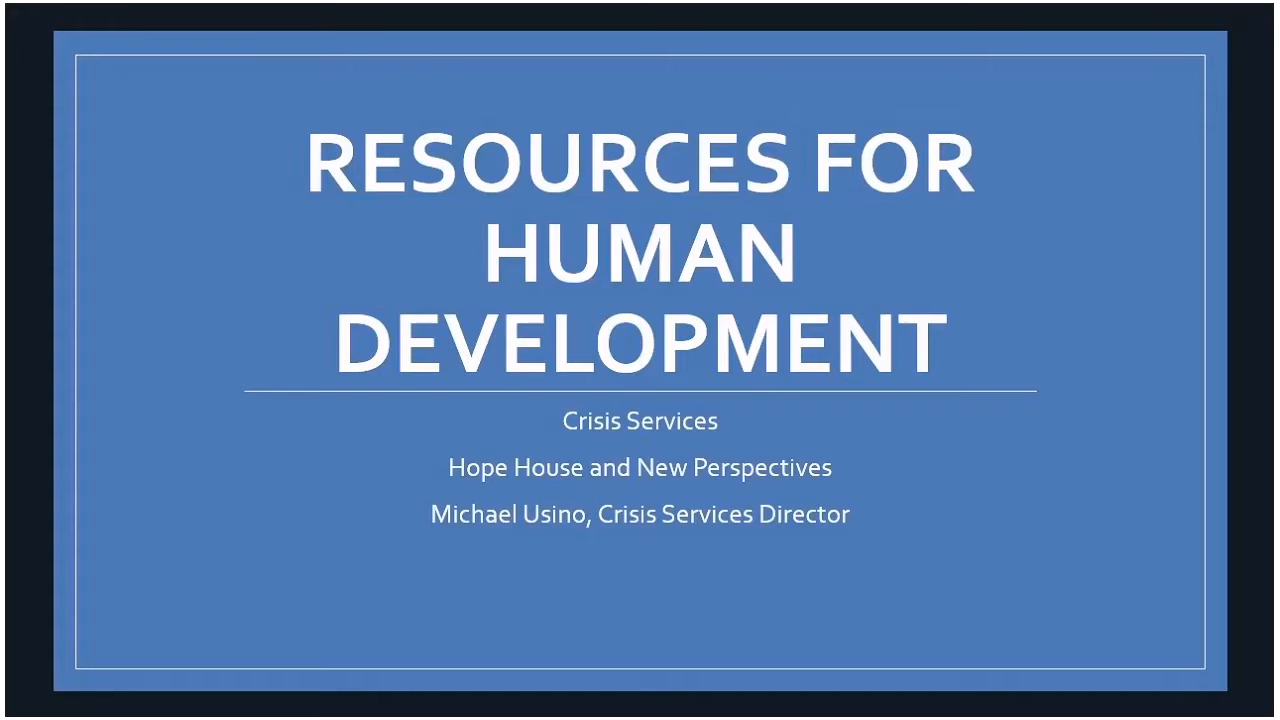 RESOURCES FOR
HUMAN
DEVELOPMENT
Crisis Services
Hope House and New Perspectives
Michael Usino, Crisis Services Director